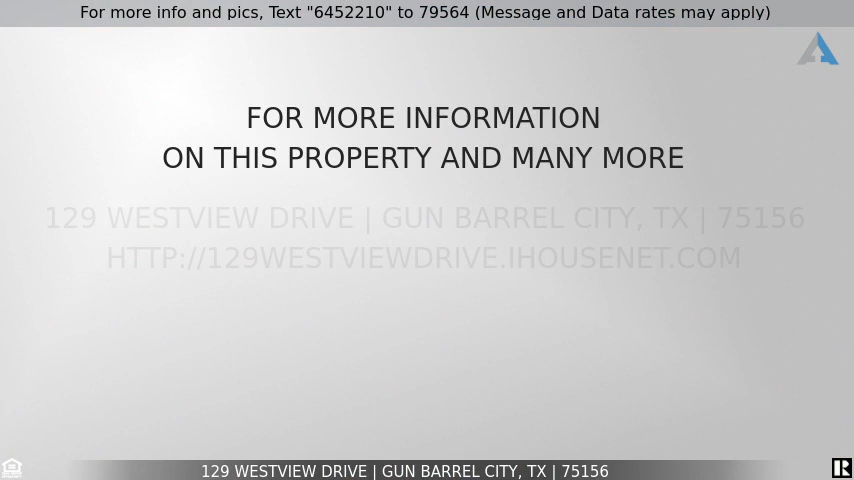 For more info and pics, Text "6452210" to 79564 (Message and Data rates may apply)
FOR MORE INFORMATION
ON THIS PROPERTY AND MANY MORE
129 WESTVIEW DRIVE | GUN BARREL CITY, TX | 75156
HTTP://129WESTVIEWDRIVE.IHOUSENET.COM
129 WESTVIEW DRIVE | GUN BARREL CITY, TX | 75156